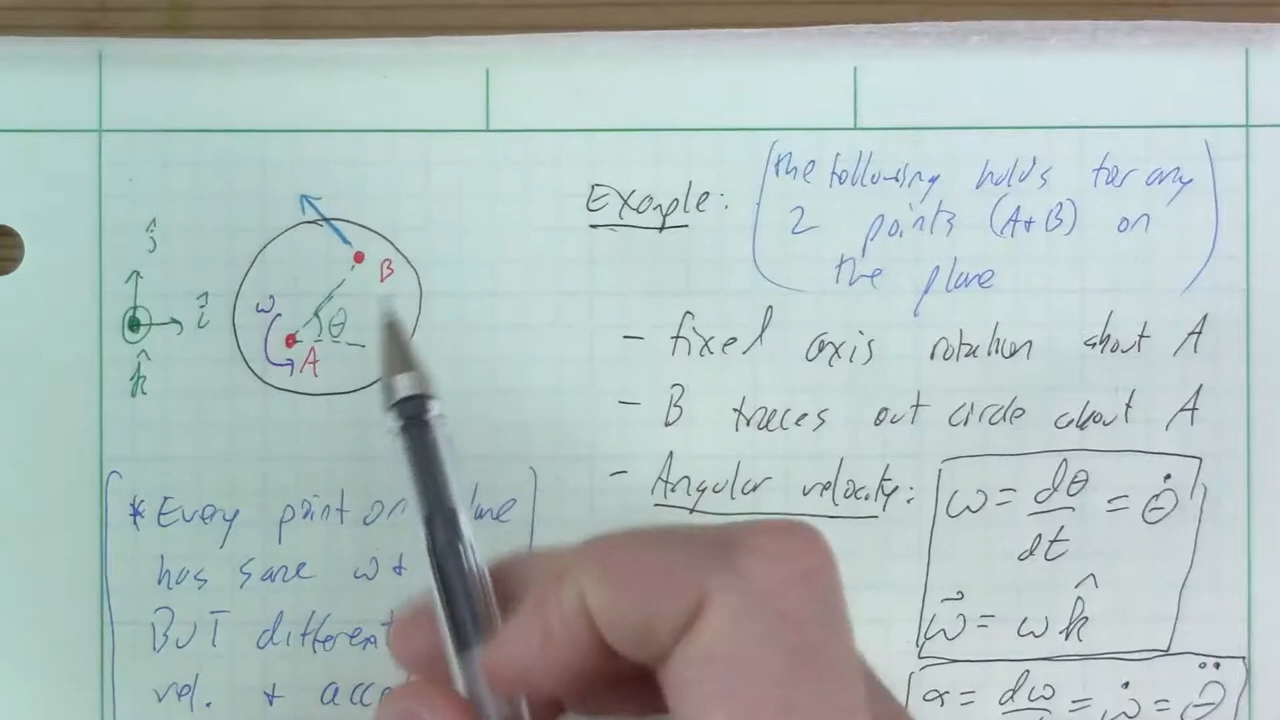 Example: (the following holds for any
2 points (A+B) on
the plane)
- fixed axis rotation about A
- B traces out circle about A
- Angular velocity: ω = dθ/dt = θ̇
ω⃗ = ω k̂
α = dω = ω̇ = θ̈
ĵ
î
k̂
B
ω
θ
A
* Every point on
has same ω +
BUT different
vel. + acc